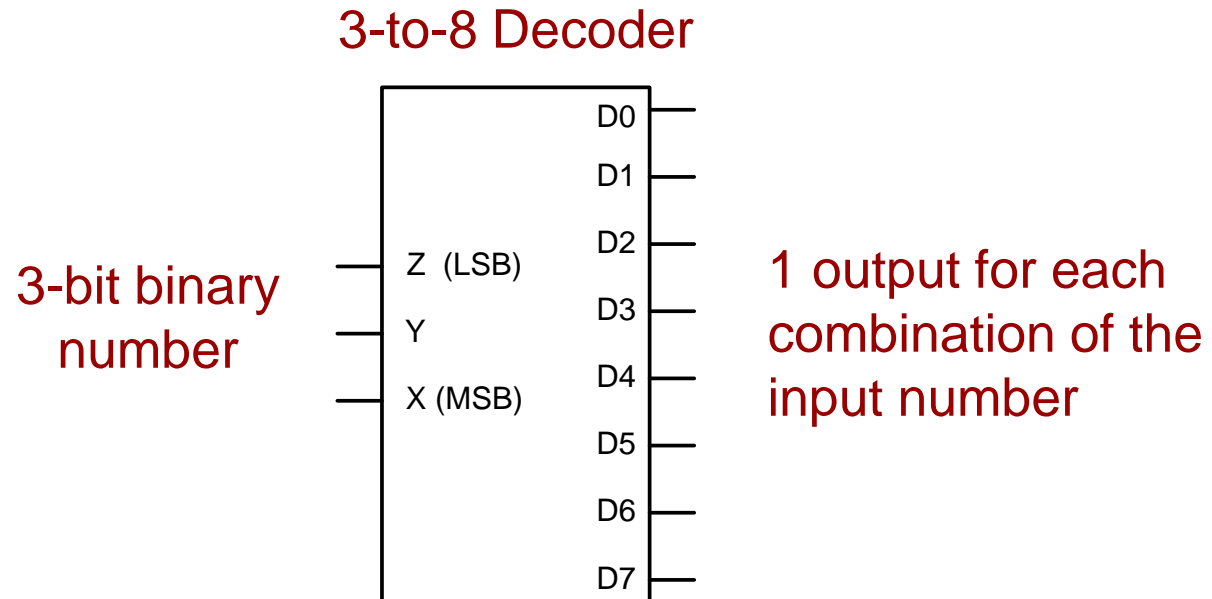 3-to-8 Decoder
D0
D1
D2
Z (LSB)
3-bit binary
number
Y
X (MSB)
D3
D4
D5
D6
D7
1 output for each
combination of the
input number